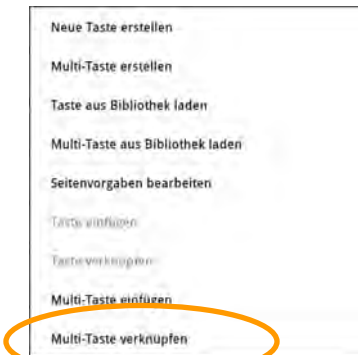 Neue Taste erstellen
Multi-Taste erstellen
Taste aus Bibliothek laden
Multi-Taste aus Bibliothek laden
Seitenvorgaben bearbeiten
Taste einfügen
Taste verknüpfen
Multi-Taste einfügen
Multi-Taste verknüpfen